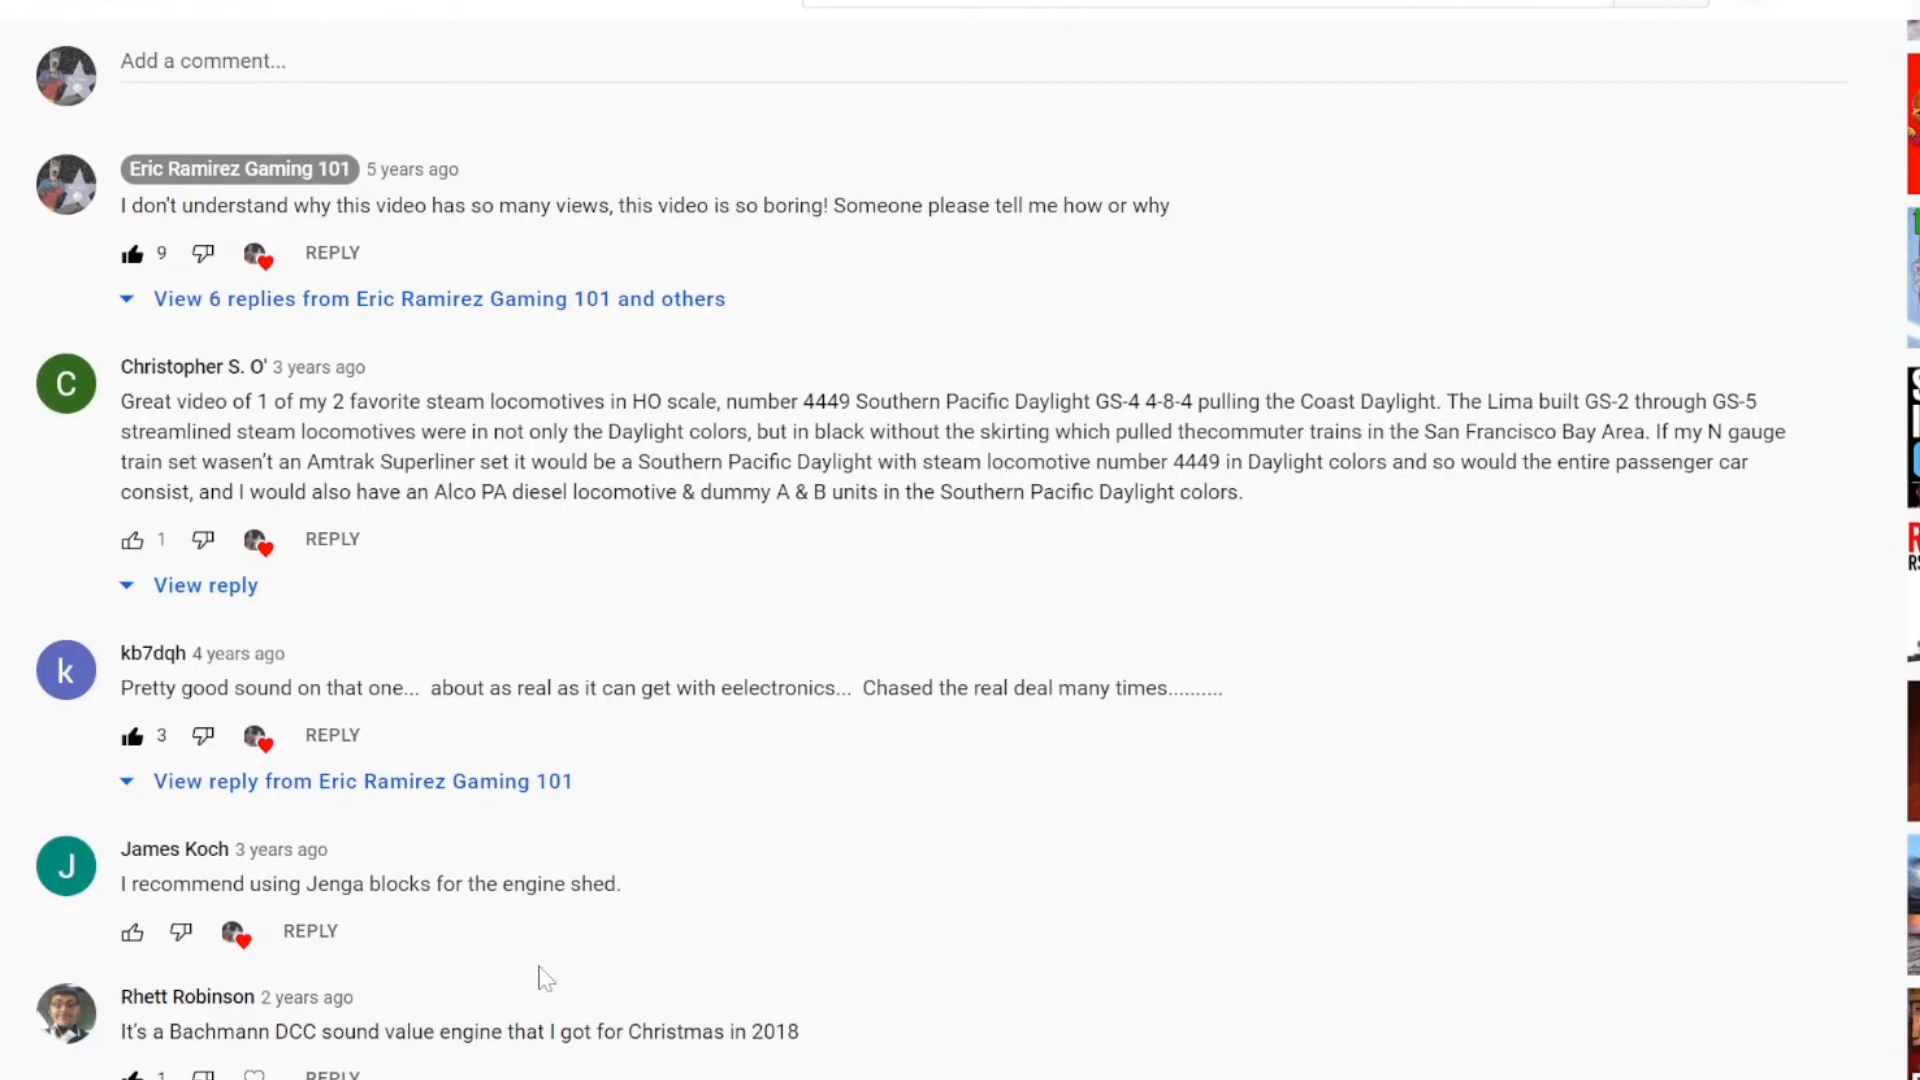 Add a comment...
Eric Ramirez Gaming 101 5 years ago
I don't understand why this video has so many views, this video is so boring! Someone please tell me how or why
9 REPLY
View 6 replies from Eric Ramirez Gaming 101 and others
C
Christopher S. O' 3 years ago
Great video of 1 of my 2 favorite steam locomotives in HO scale, number 4449 Southern Pacific Daylight GS-4 4-8-4 pulling the Coast Daylight. The Lima built GS-2 through GS-5
streamlined steam locomotives were in not only the Daylight colors, but in black without the skirting which pulled thecommuter trains in the San Francisco Bay Area. If my N gauge
train set wasen't an Amtrak Superliner set it would be a Southern Pacific Daylight with steam locomotive number 4449 in Daylight colors and so would the entire passenger car
consist, and I would also have an Alco PA diesel locomotive & dummy A & B units in the Southern Pacific Daylight colors.
1 REPLY
View reply
k
kb7dqh 4 years ago
Pretty good sound on that one... about as real as it can get with eelectronics... Chased the real deal many times..........
3 REPLY
View reply from Eric Ramirez Gaming 101
J
James Koch 3 years ago
I recommend using Jenga blocks for the engine shed.
REPLY
Rhett Robinson 2 years ago
It's a Bachmann DCC sound value engine that I got for Christmas in 2018
1 REPLY